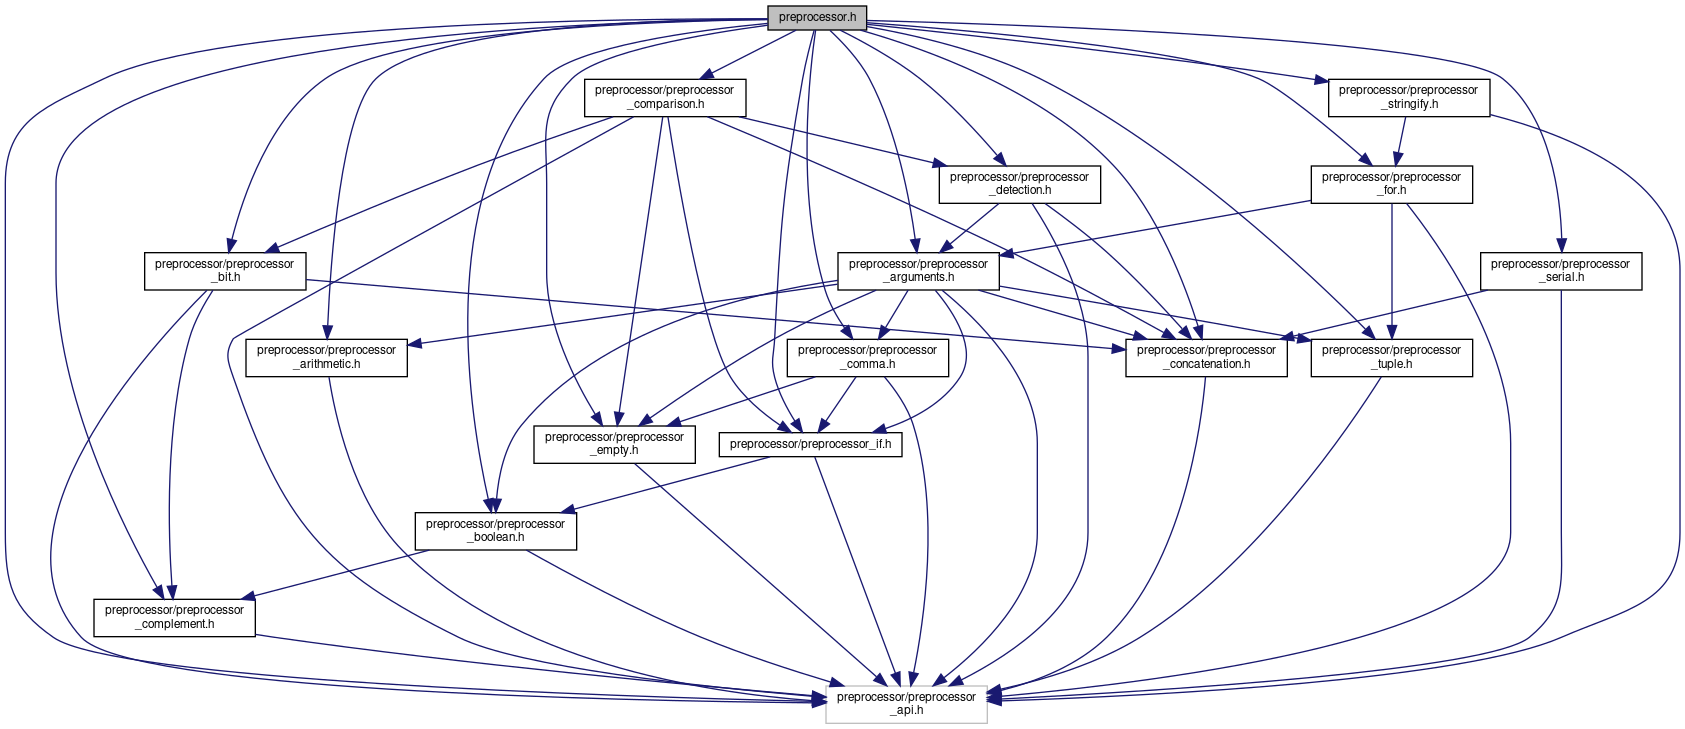 preprocessor.h
preprocessor/preprocessor
_comparison.h
preprocessor/preprocessor
_stringify.h
preprocessor/preprocessor
_detection.h
preprocessor/preprocessor
_for.h
preprocessor/preprocessor
_bit.h
preprocessor/preprocessor
_arguments.h
preprocessor/preprocessor
_serial.h
preprocessor/preprocessor
_arithmetic.h
preprocessor/preprocessor
_comma.h
preprocessor/preprocessor
_concatenation.h
preprocessor/preprocessor
_tuple.h
preprocessor/preprocessor
_empty.h
preprocessor/preprocessor_if.h
preprocessor/preprocessor
_boolean.h
preprocessor/preprocessor
_complement.h
preprocessor/preprocessor
_api.h